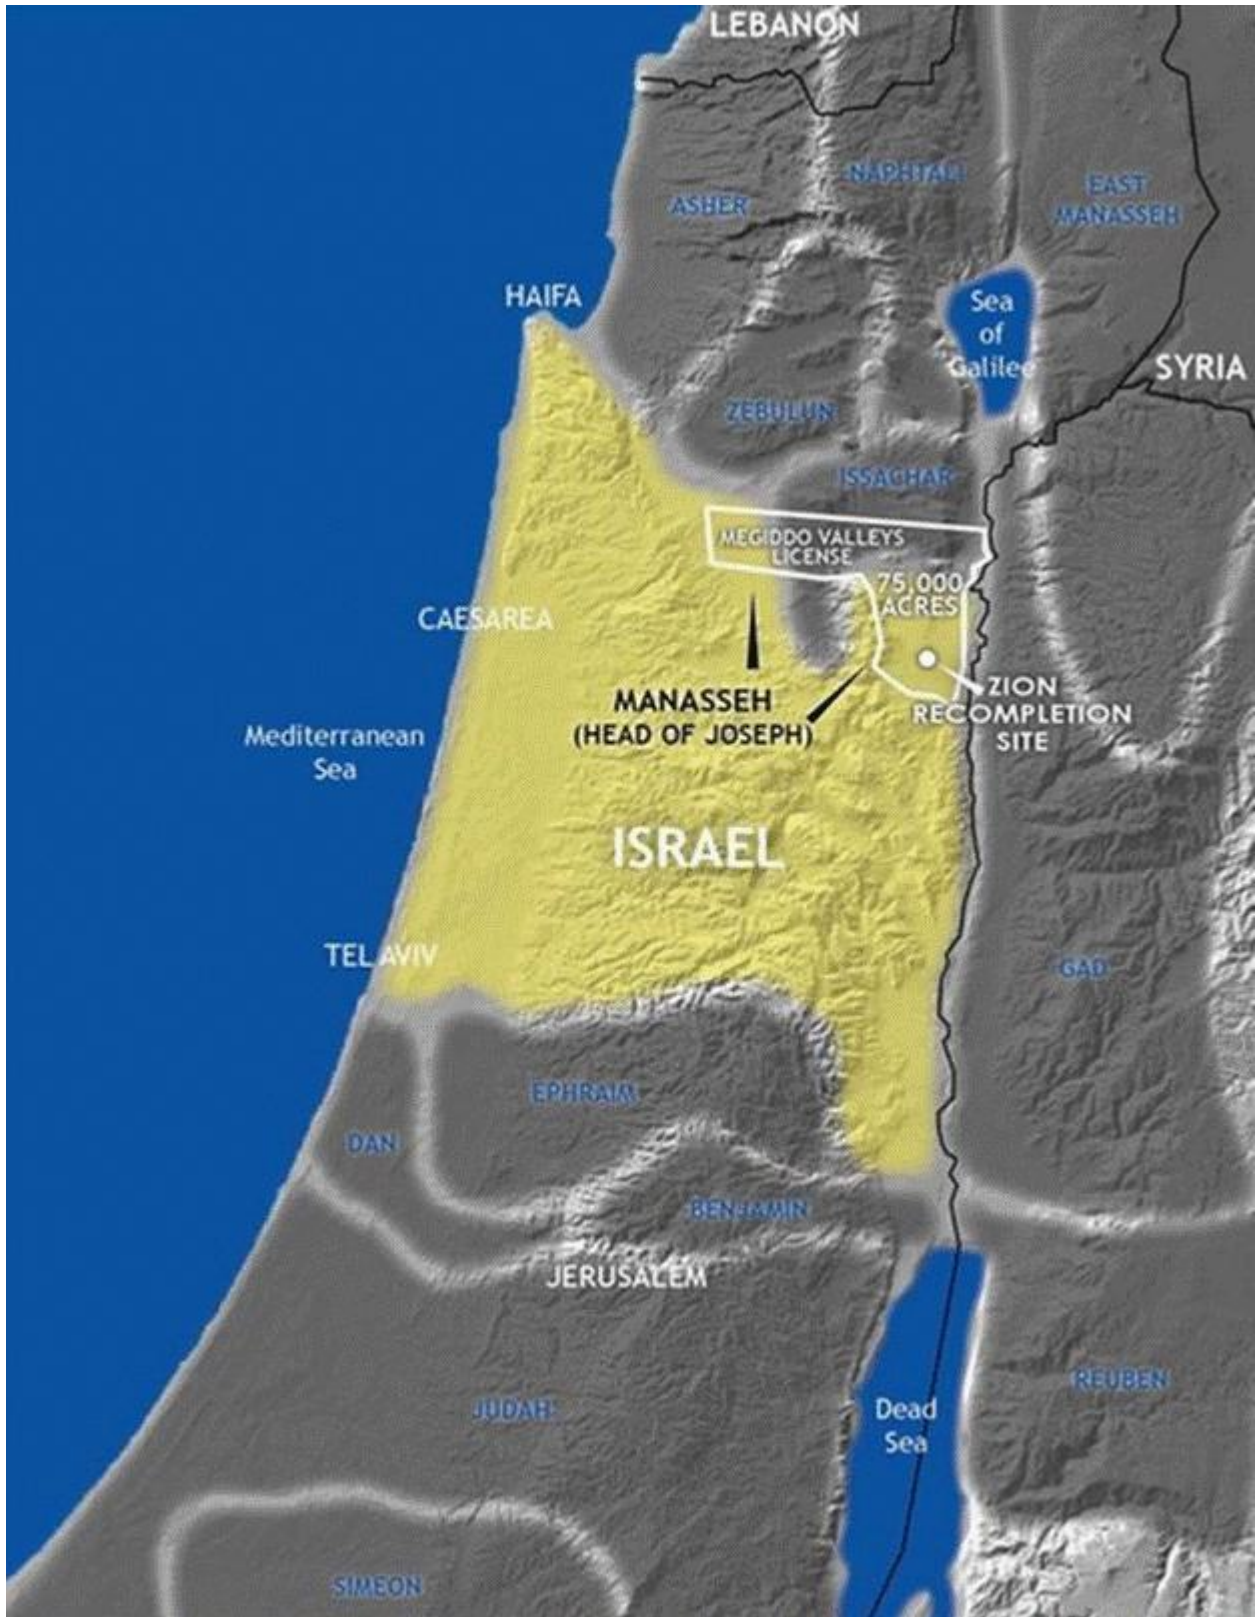 LEBANON
NAPHTALI
ASHER
EAST
MANASSEH
HAIFA
Sea
of
Galilee
SYRIA
ZEBULUN
ISSACHAR
MEGIDDO VALLEYS
LICENSE
75,000
ACRES
CAESAREA
MANASSEH
(HEAD OF JOSEPH)
ZION
RECOMPLETION
SITE
Mediterranean
Sea
ISRAEL
TEL AVIV
GAD
EPHRAIM
DAN
BENJAMIN
JERUSALEM
REUBEN
JUDAH
Dead
Sea
SIMEON